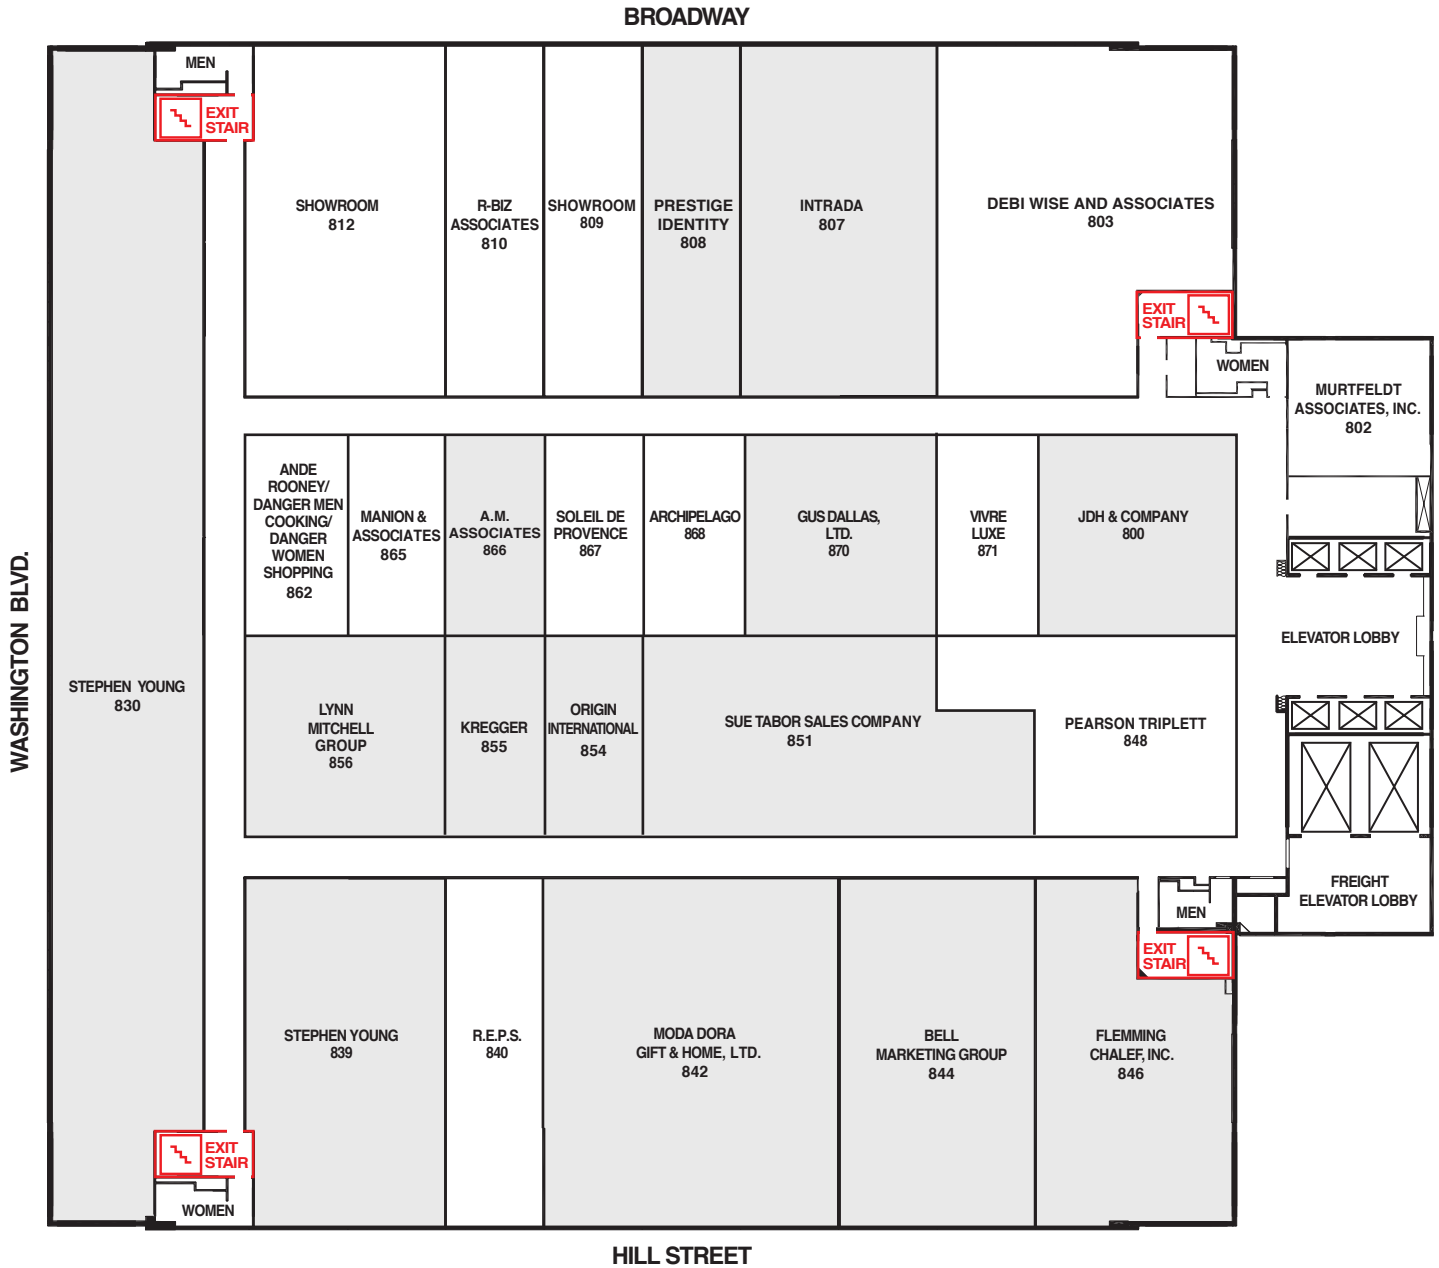 BROADWAY
MEN
EXIT
STAIR
SHOWROOM
812
R-BIZ
ASSOCIATES
810
SHOWROOM
809
PRESTIGE
IDENTITY
808
INTRADA
807
DEBI WISE AND ASSOCIATES
803
EXIT
STAIR
WOMEN
MURTFELDT
ASSOCIATES, INC.
802
ANDE
ROONEY/
DANGER MEN
COOKING/
DANGER
WOMEN
SHOPPING
862
MANION &
ASSOCIATES
865
A.M.
ASSOCIATES
866
SOLEIL DE
PROVENCE
867
ARCHIPELAGO
868
GUS DALLAS,
LTD.
870
VIVRE
LUXE
871
JDH & COMPANY
800
ELEVATOR LOBBY
WASHINGTON BLVD.
STEPHEN YOUNG
830
LYNN
MITCHELL
GROUP
856
KREGGER
855
ORIGIN
INTERNATIONAL
854
SUE TABOR SALES COMPANY
851
PEARSON TRIPLETT
848
FREIGHT
ELEVATOR LOBBY
MEN
EXIT
STAIR
STEPHEN YOUNG
839
R.E.P.S.
840
MODA DORA
GIFT & HOME, LTD.
842
BELL
MARKETING GROUP
844
FLEMMING
CHALEF, INC.
846
EXIT
STAIR
WOMEN
HILL STREET